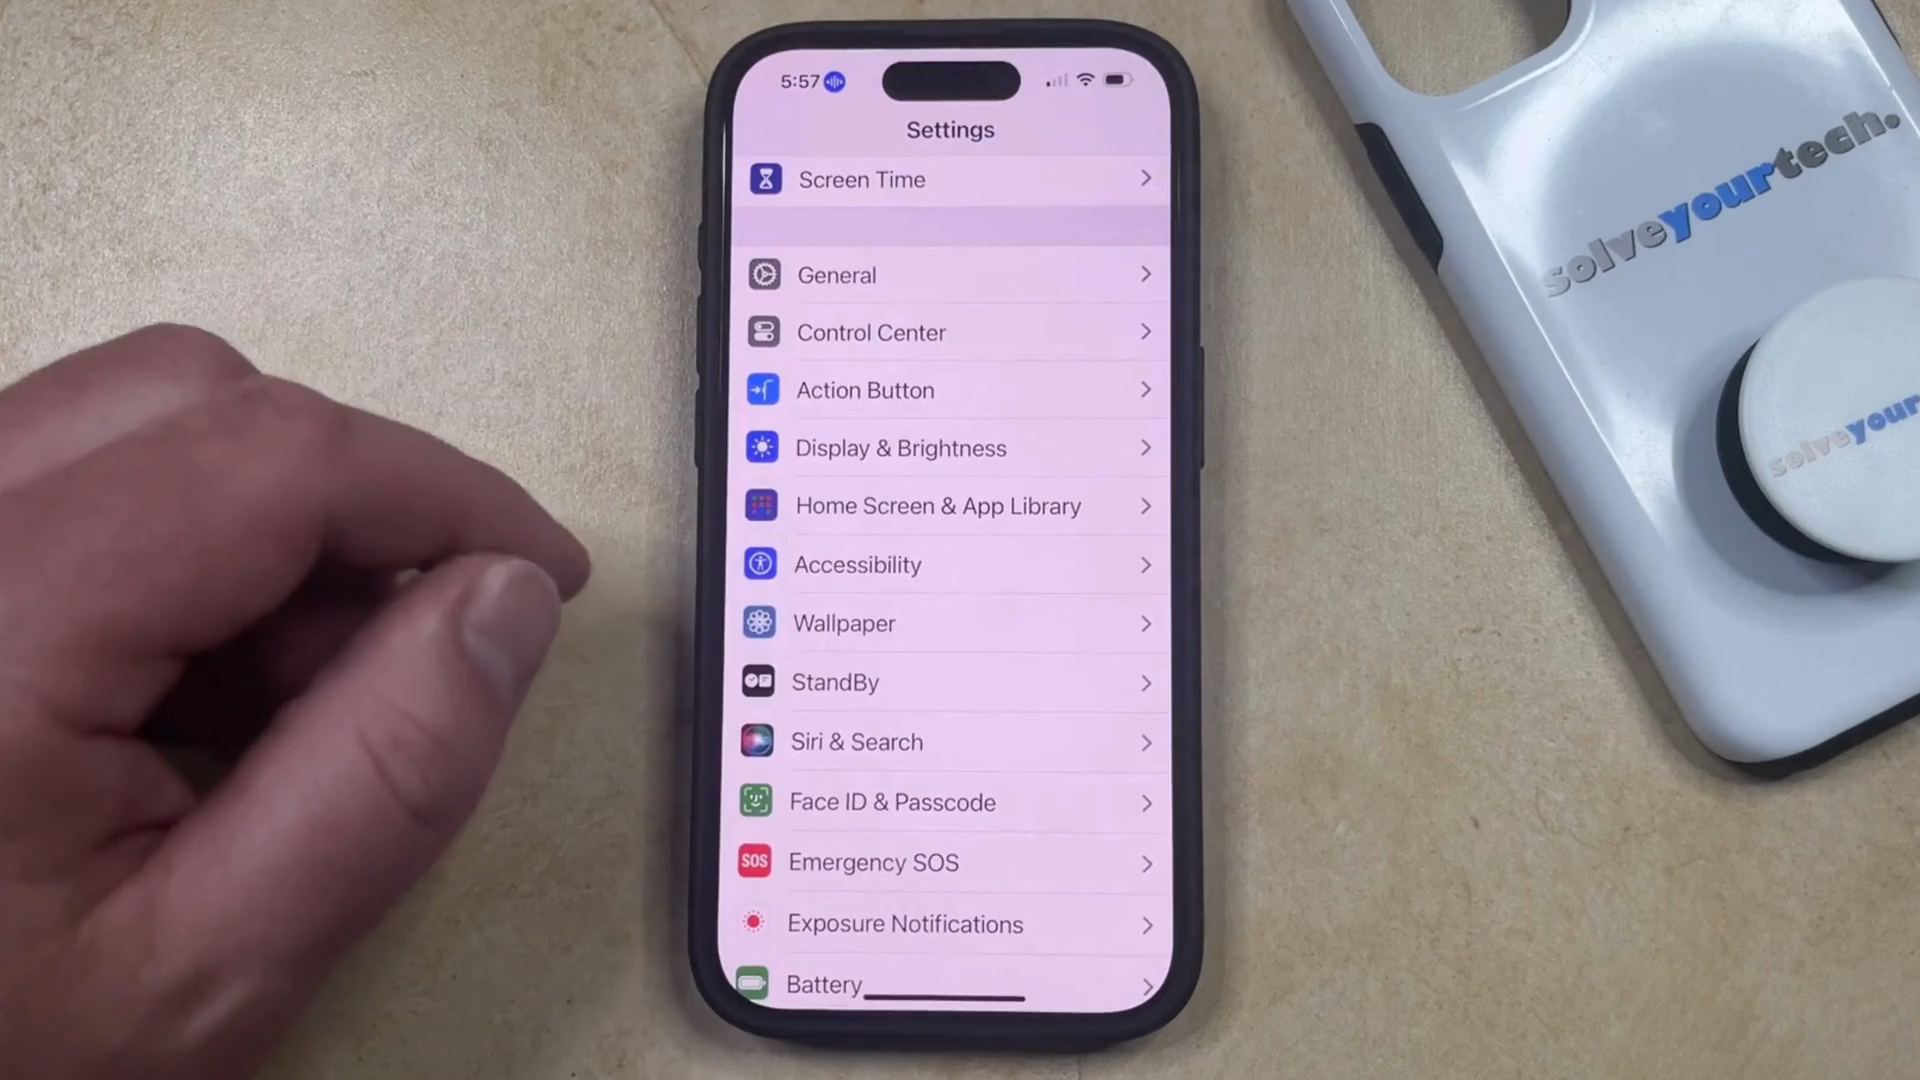 5:57
Settings
Screen Time
General
Control Center
Action Button
Display & Brightness
Home Screen & App Library
Accessibility
Wallpaper
StandBy
Siri & Search
Face ID & Passcode
SOS
Emergency SOS
Exposure Notifications
Battery
solveyourtech.
solveyour